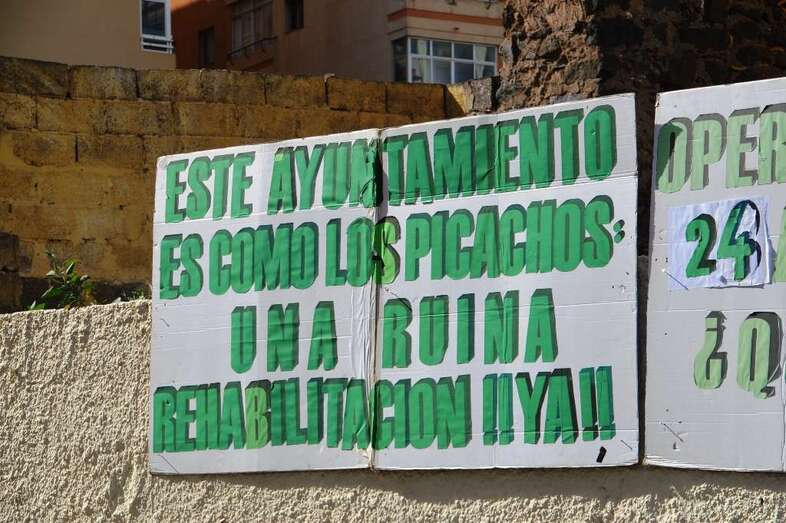 ESTE AYUNTAMIENTO
ES COMO LOS PICACHOS:
UNA RUINA
REHABILITACION !!YA!!
OPER
24
¿Q